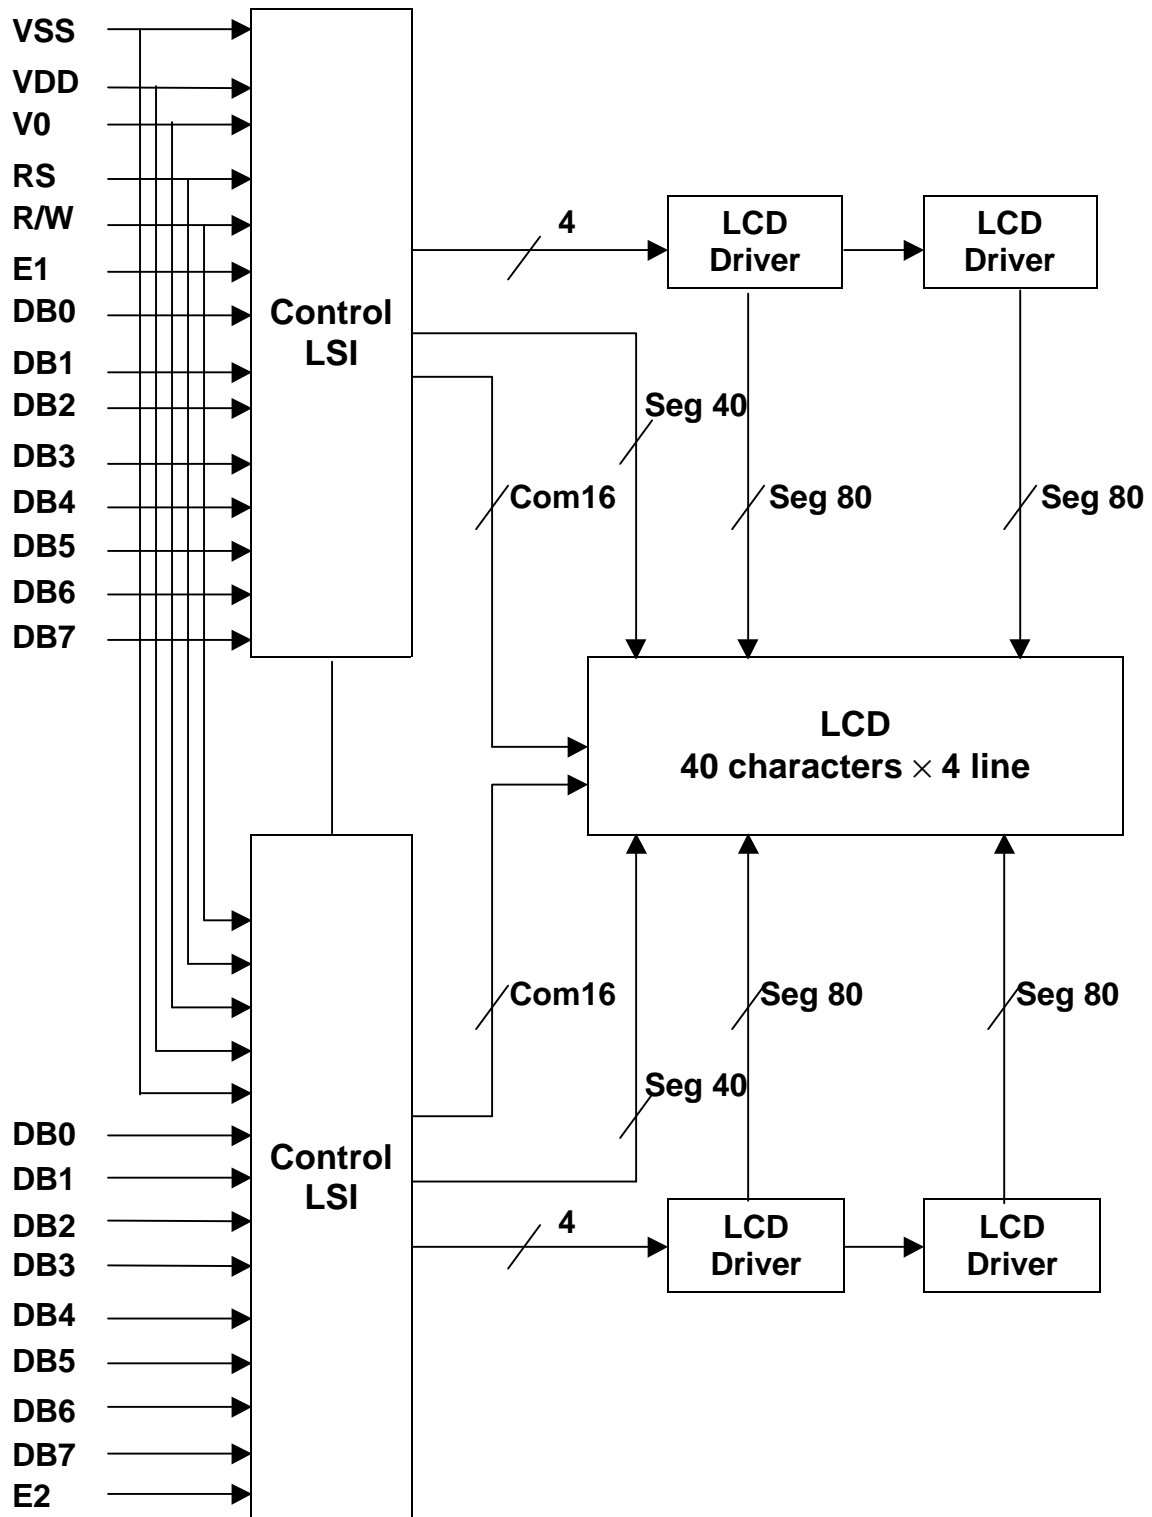 VSS
VDD
V0
RS
R/W
E1
DB0
DB1
DB2
DB3
DB4
DB5
DB6
DB7
Control
LSI
4
LCD
Driver
LCD
Driver
Seg 40
Com16
Seg 80
Seg 80
LCD
40 characters × 4 line
Com16
Seg 80
Seg 80
Seg 40
DB0
DB1
DB2
DB3
DB4
DB5
DB6
DB7
E2
Control
LSI
4
LCD
Driver
LCD
Driver